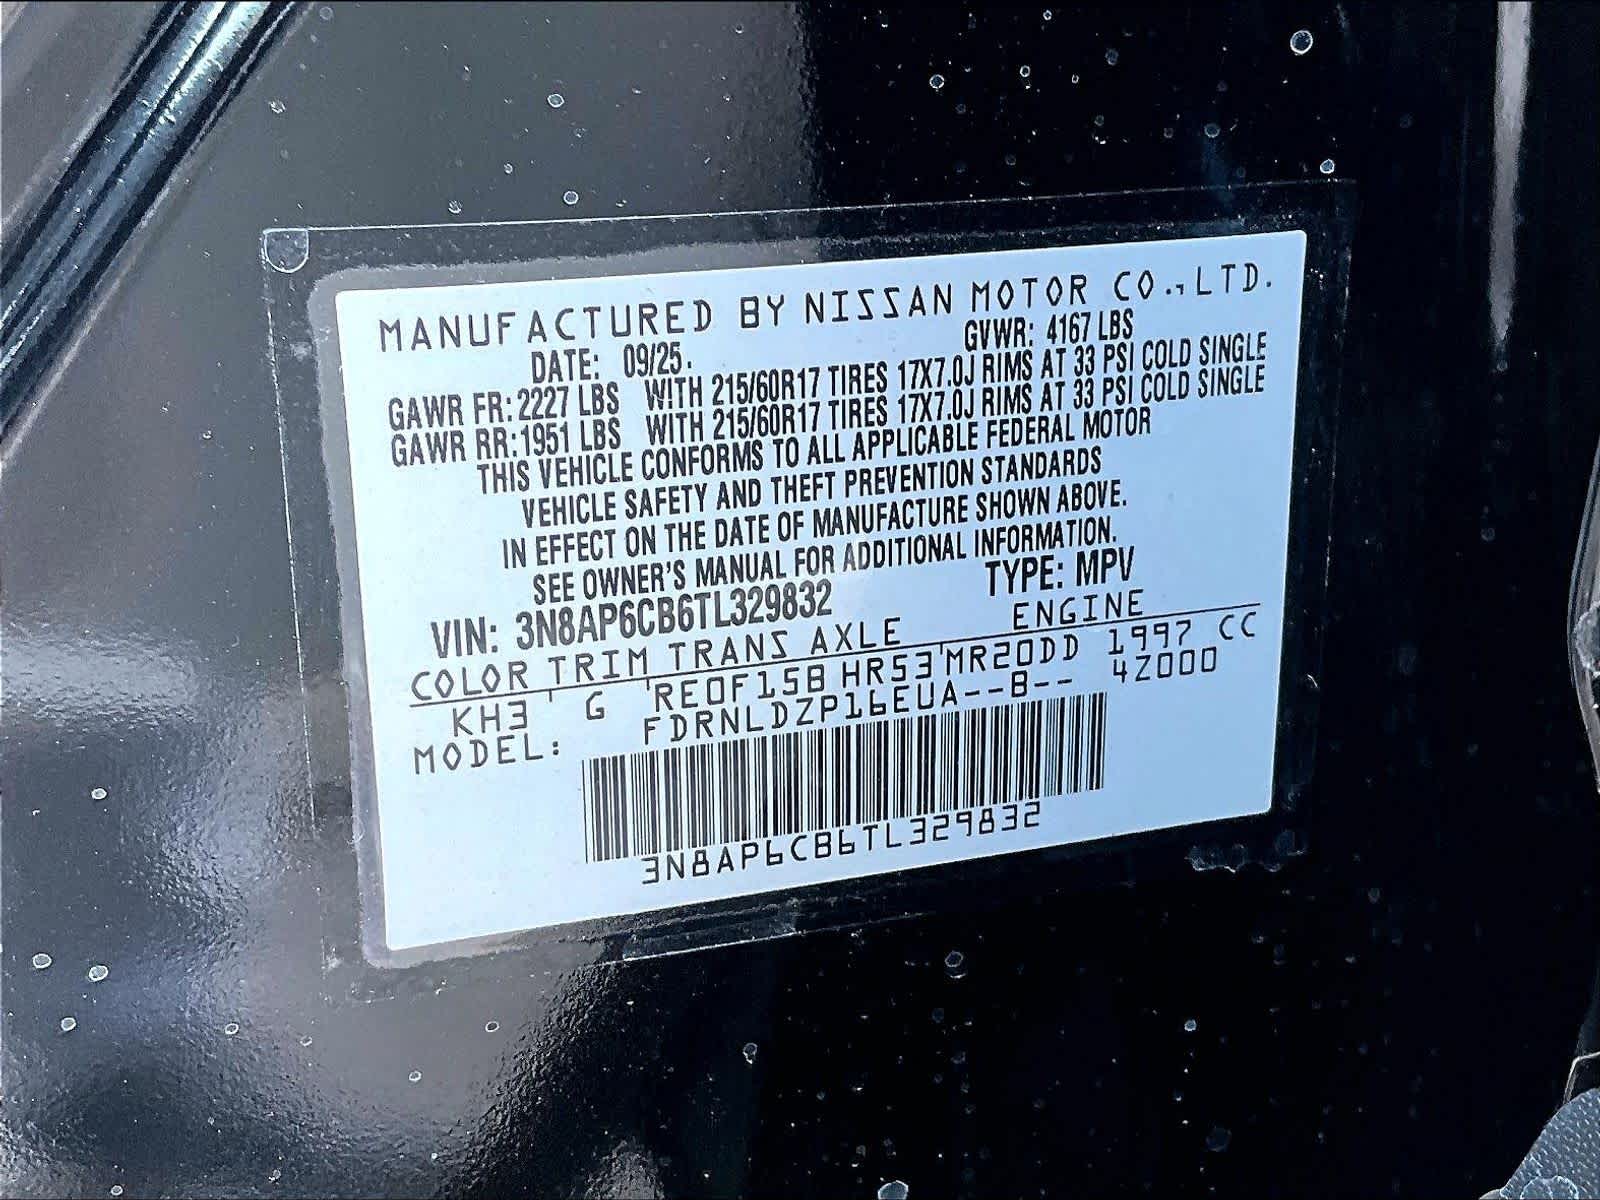 MANUFACTURED BY NISSAN MOTOR CO.,LTD.
DATE: 09/25. GVWR: 4167 LBS
GAWR FR: 2227 LBS WITH 215/60R17 TIRES 17X7.0J RIMS AT 33 PSI COLD SINGLE
GAWR RR: 1951 LBS WITH 215/60R17 TIRES 17X7.0J RIMS AT 33 PSI COLD SINGLE
THIS VEHICLE CONFORMS TO ALL APPLICABLE FEDERAL MOTOR
VEHICLE SAFETY AND THEFT PREVENTION STANDARDS
IN EFFECT ON THE DATE OF MANUFACTURE SHOWN ABOVE.
SEE OWNER'S MANUAL FOR ADDITIONAL INFORMATION.
VIN: 3N8AP6CB6TL329832 TYPE: MPV
COLOR TRIM TRANS AXLE ENGINE
KH3 G RE0F15B HR53 MR20DD 1997 CC
MODEL: FDRNLDZP16EUA--B-- 4Z000
3N8AP6CB6TL329832